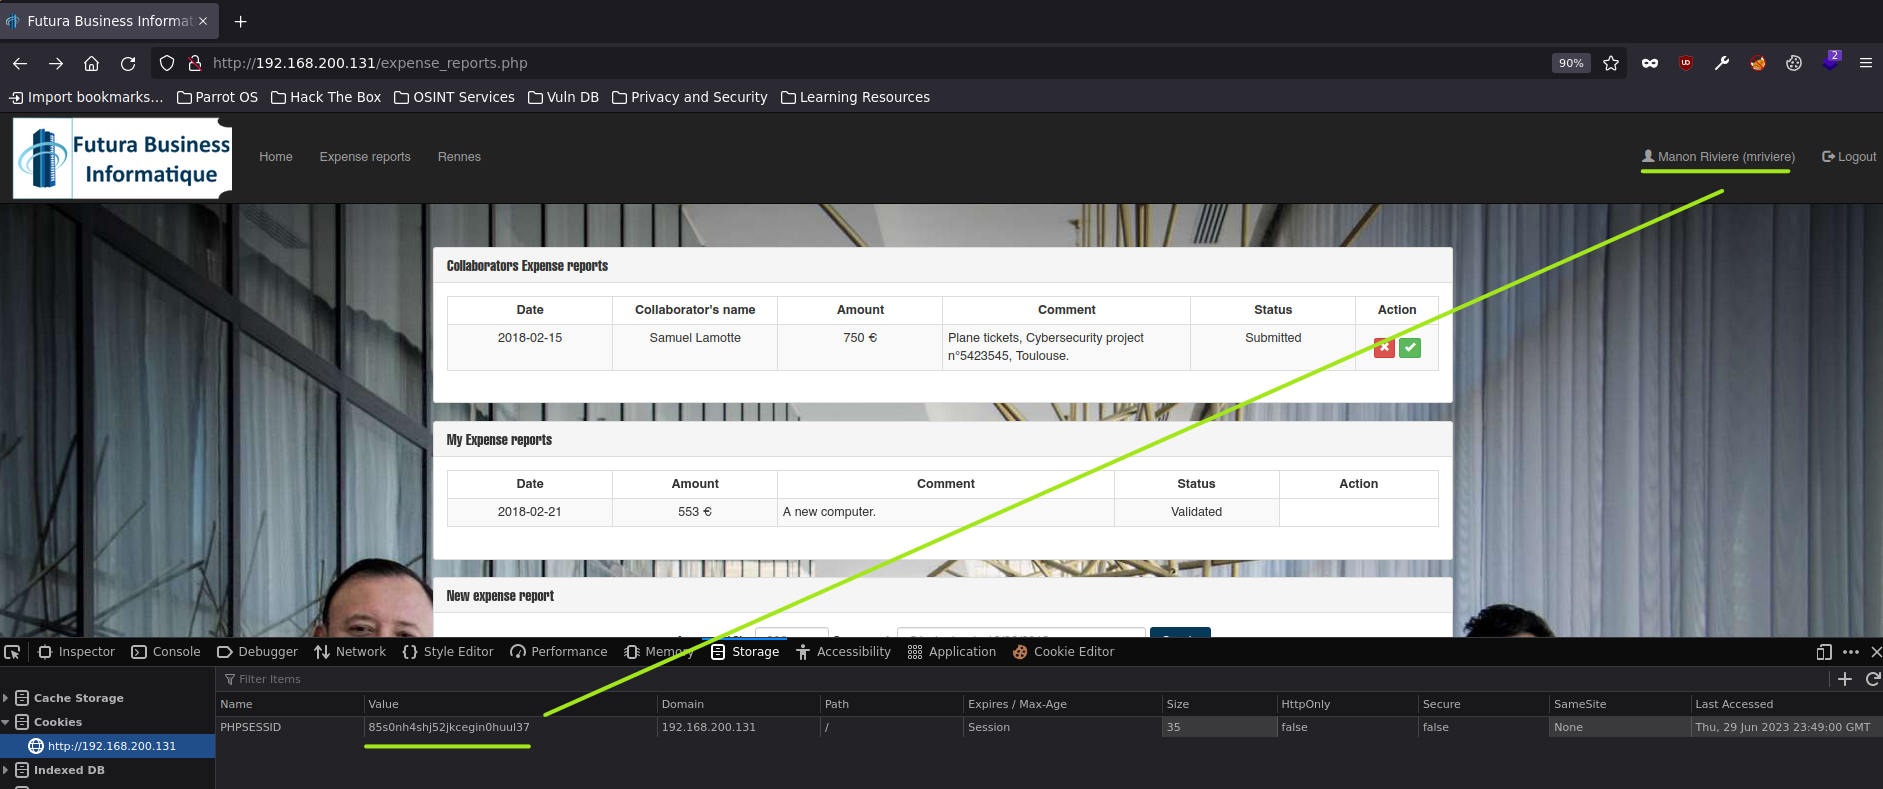 Futura Business Informat
http://192.168.200.131/expense_reports.php
90%
2
Import bookmarks... Parrot OS Hack The Box OSINT Services Vuln DB Privacy and Security Learning Resources
Futura Business
Informatique
Home Expense reports Rennes
Manon Riviere (mriviere) Logout
Collaborators Expense reports
Date Collaborator's name Amount Comment Status Action
2018-02-15 Samuel Lamotte 750 € Plane tickets, Cybersecurity project
n°5423545, Toulouse. Submitted
My Expense reports
Date Amount Comment Status Action
2018-02-21 553 € A new computer. Validated
New expense report
Inspector Console Debugger Network Style Editor Performance Memory Storage Accessibility Application Cookie Editor
Filter Items
Cache Storage
Cookies
http://192.168.200.131
Indexed DB
Name Value Domain Path Expires / Max-Age Size HttpOnly Secure SameSite Last Accessed
PHPSESSID 85s0nh4shj52jkcegin0huul37 192.168.200.131 / Session 35 false false None Thu, 29 Jun 2023 23:49:00 GMT